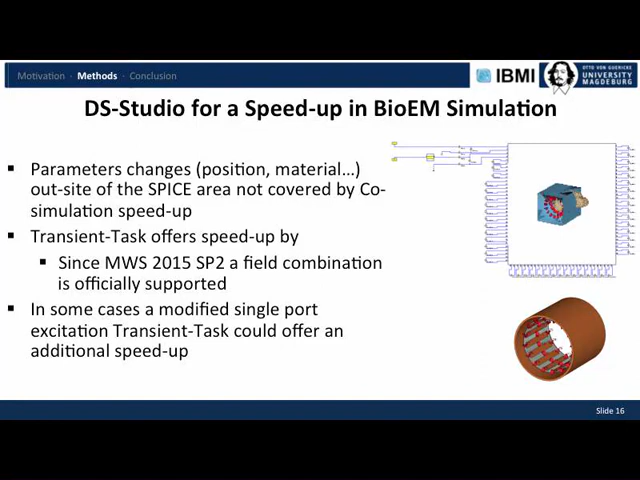 Motivation · Methods · Conclusion
IBMI
OTTO VON GUERICKE
UNIVERSITY
MAGDEBURG
DS-Studio for a Speed-up in BioEM Simulation
▪ Parameters changes (position, material…)
out-site of the SPICE area not covered by Co-
simulation speed-up
▪ Transient-Task offers speed-up by
▪ Since MWS 2015 SP2 a field combination
is officially supported
▪ In some cases a modified single port
excitation Transient-Task could offer an
additional speed-up
Slide 16